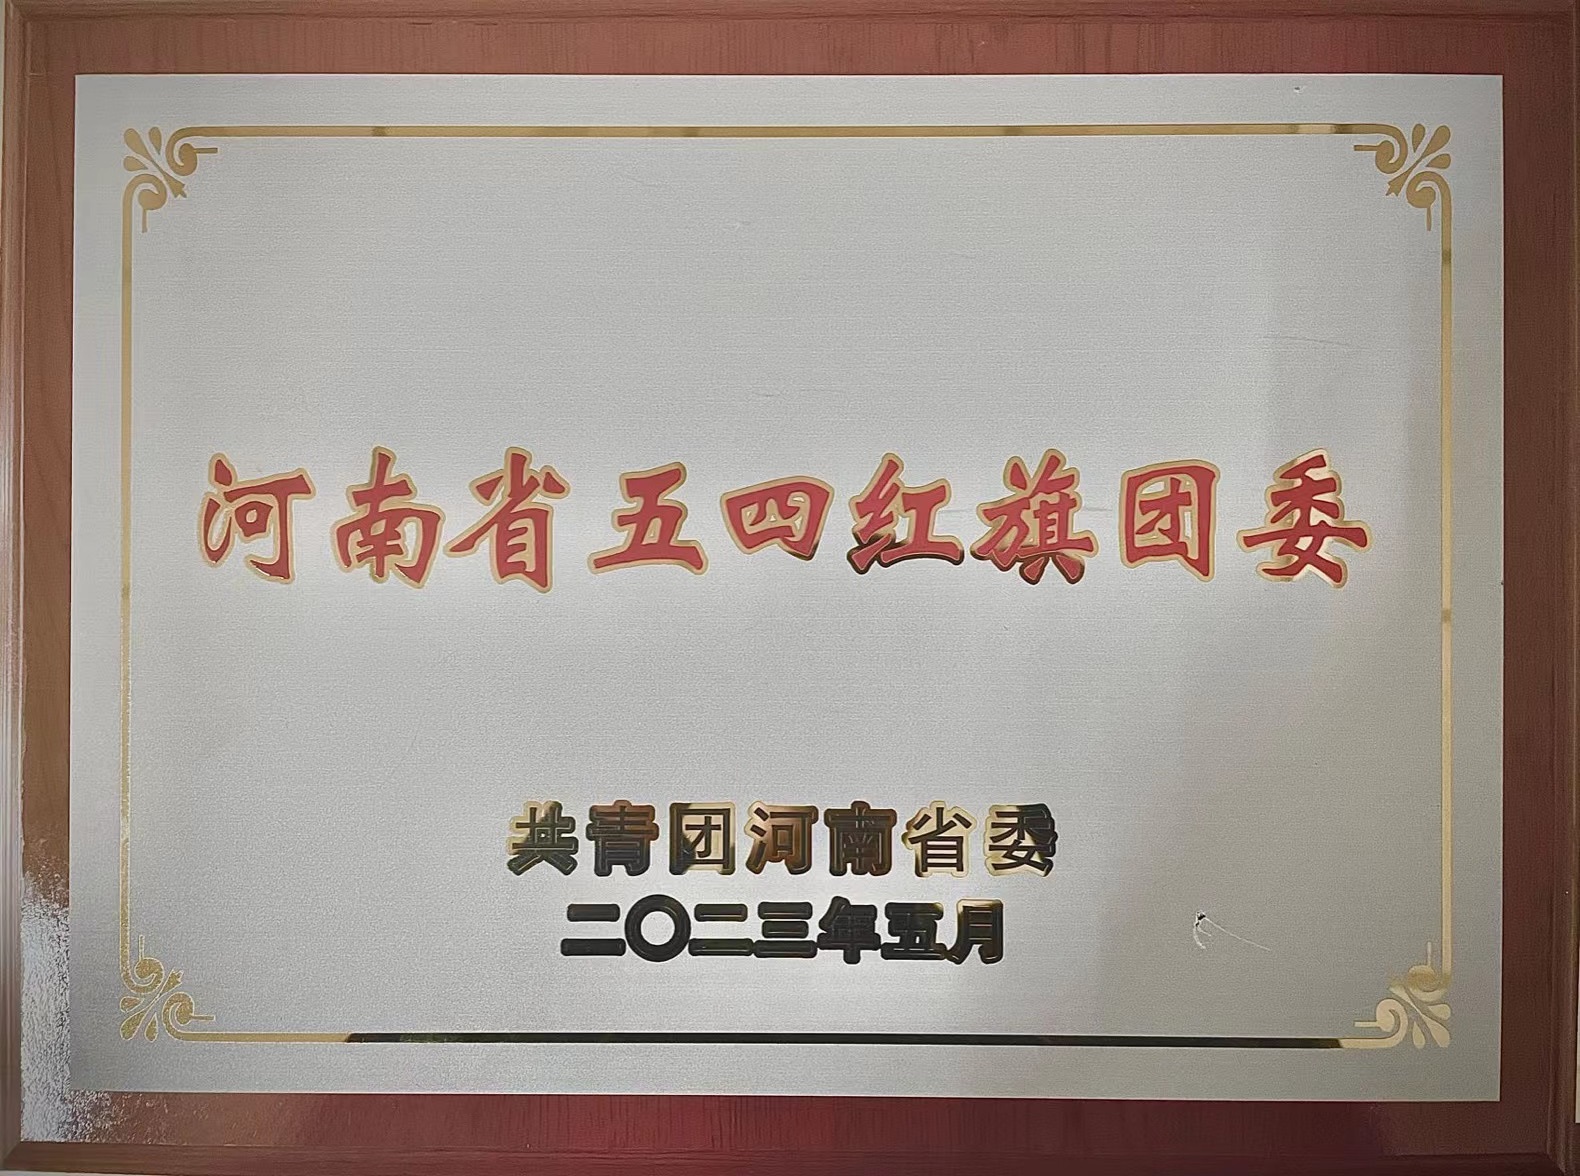 河南省五四红旗团委
共青团河南省委
二〇二三年五月